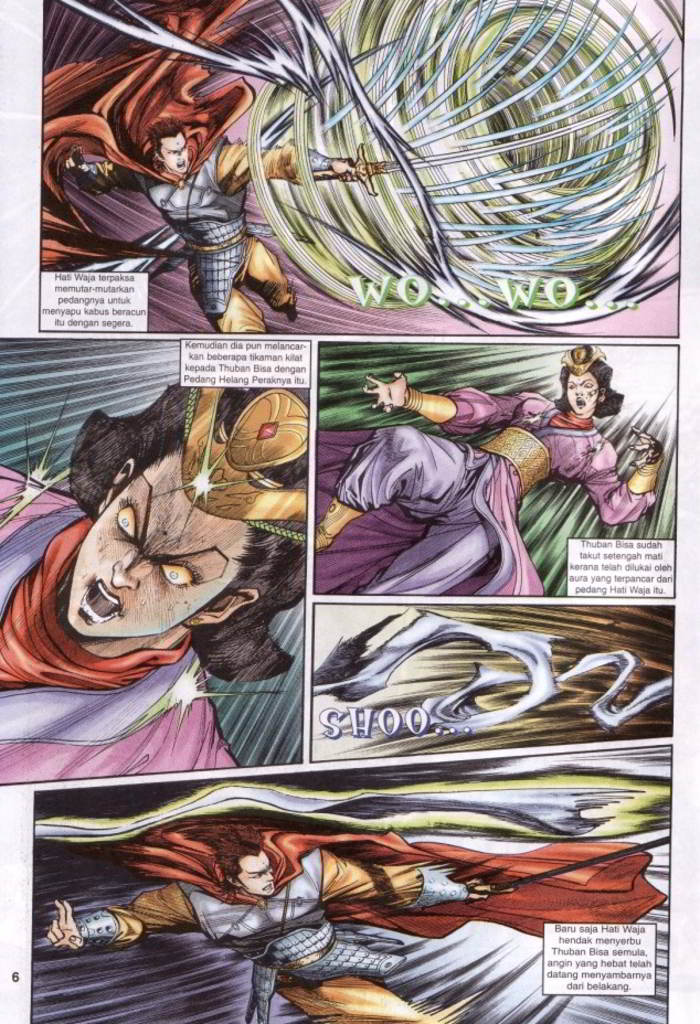 Hati Waja terpaksa
memutar-mutarkan
pedangnya untuk
menyapu kabus beracun
itu dengan segera.
WO... WO...
Kemudian dia pun melancar-
kan beberapa tikaman kilat
kepada Thuban Bisa dengan
Pedang Helang Peraknya itu.
Thuban Bisa sudah
takut setengah mati
kerana telah dilukai oleh
aura yang terpancar dari
pedang Hati Waja itu.
SHOO...
Baru saja Hati Waja
hendak menyerbu
Thuban Bisa semula,
angin yang hebat telah
datang menyambarnya
dari belakang.
6